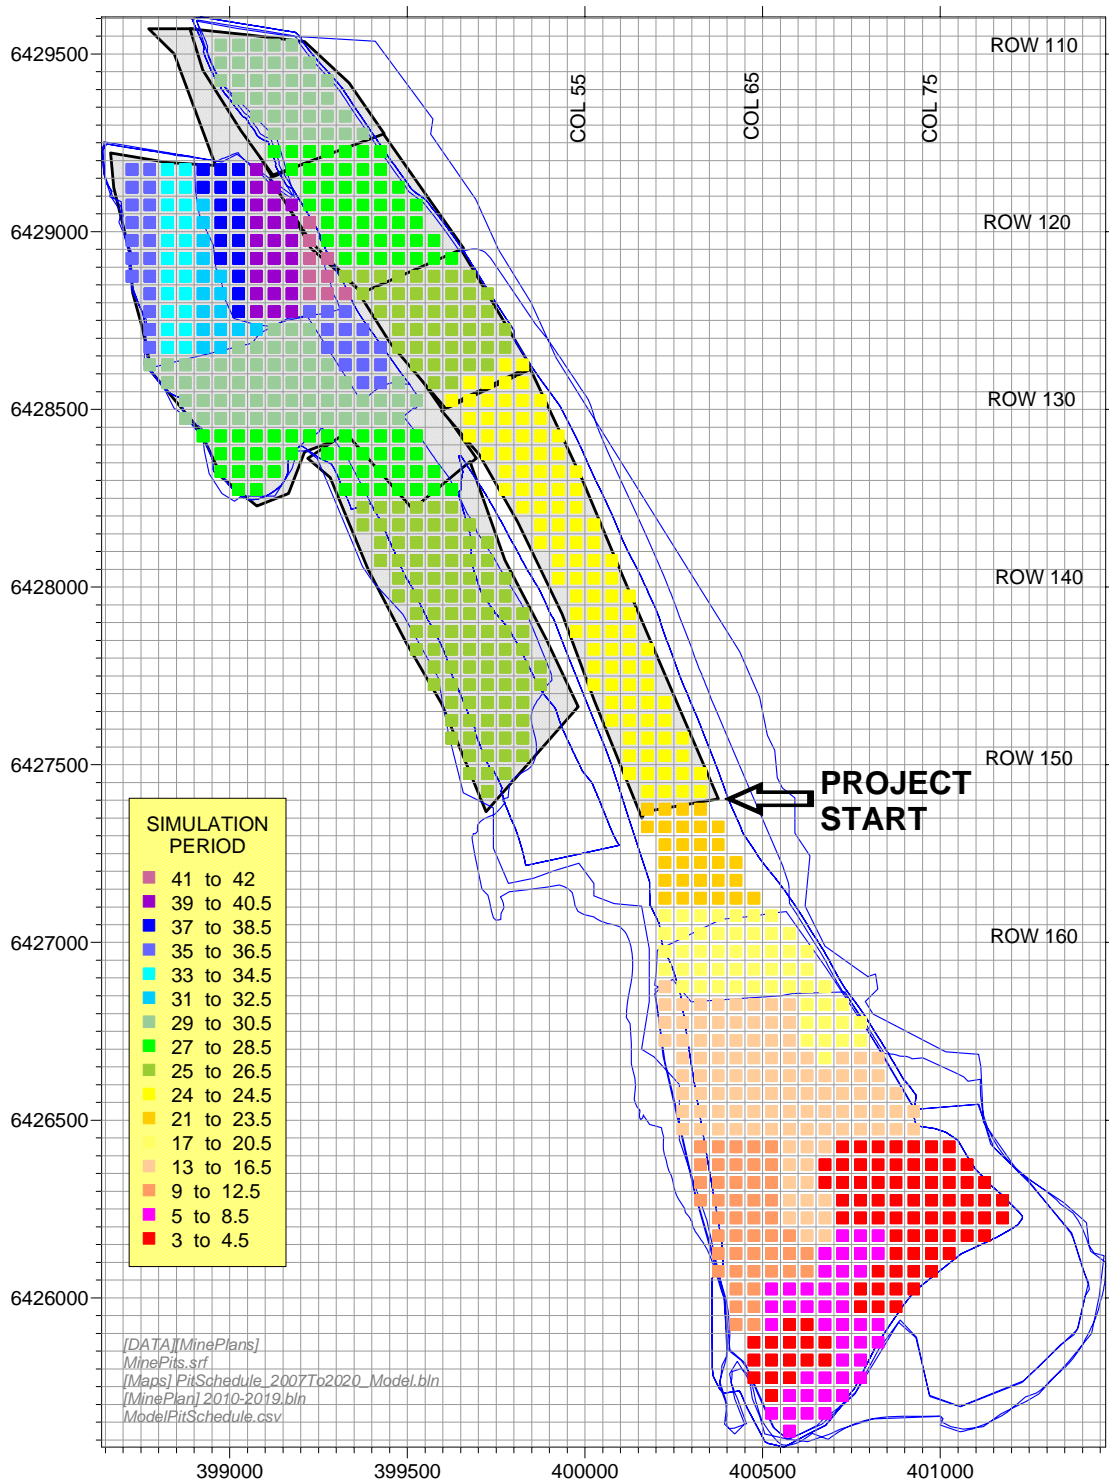 6429500
6429000
6428500
6428000
6427500
6427000
6426500
6426000
ROW 110
COL 55
COL 65
COL 75
ROW 120
ROW 130
ROW 140
ROW 150
PROJECT
START
ROW 160
SIMULATION
PERIOD
41 to 42
39 to 40.5
37 to 38.5
35 to 36.5
33 to 34.5
31 to 32.5
29 to 30.5
27 to 28.5
25 to 26.5
24 to 24.5
21 to 23.5
17 to 20.5
13 to 16.5
9 to 12.5
5 to 8.5
3 to 4.5
[DATA][MinePlans]
MinePits.srf
[Maps] PitSchedule_2007To2020_Model.bln
[MinePlan] 2010-2019.bln
ModelPitSchedule.csv
399000
399500
400000
400500
401000